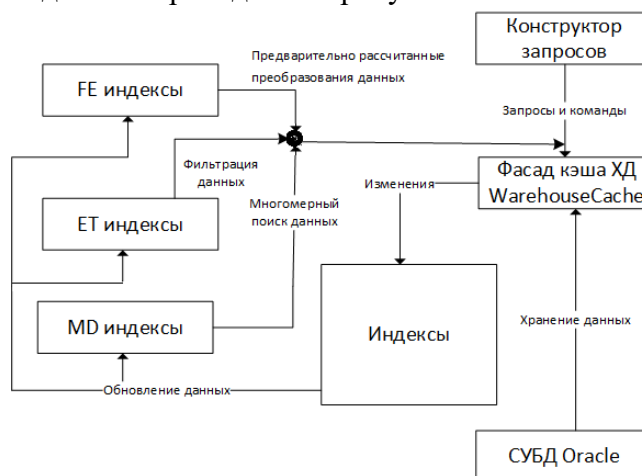 Конструктор
запросов
Предварительно рассчитанные
преобразования данных
FE индексы
Запросы и команды
Фильтрация
данных
Фасад кэша ХД
WarehouseCache
Изменения
Многомерный
поиск данных
ET индексы
MD индексы
Индексы
Хранение данных
Обновление данных
СУБД Oracle